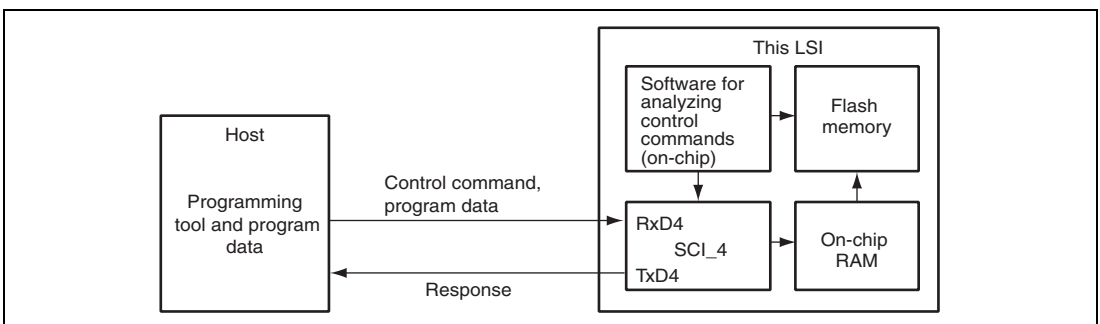 This LSI
Host
Programming
tool and program
data
Control command,
program data
Response
Software for
analyzing
control
commands
(on-chip)
Flash
memory
RxD4
SCI_4
TxD4
On-chip
RAM